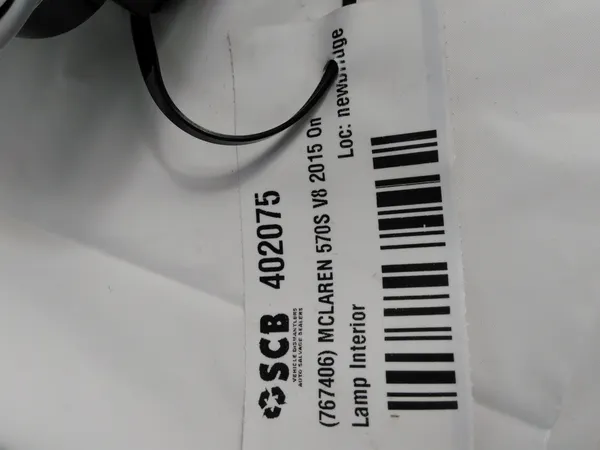 SCB 402075
VEHICLE DISMANTLERS
AUTO SALVAGE DEALERS
(767406) MCLAREN 570S V8 2015 On
Lamp Interior
Loc: newbridge